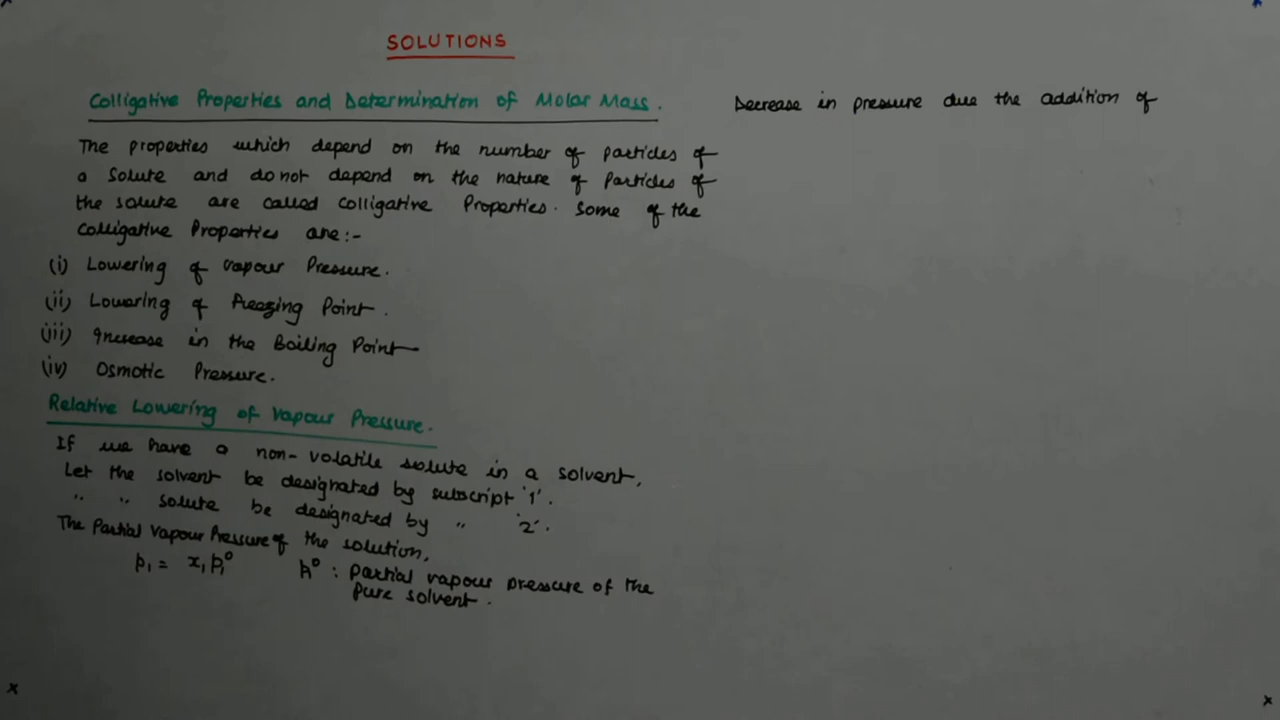 SOLUTIONS
Colligative Properties and Determination of Molar Mass.
The properties which depend on the number of particles of
a solute and do not depend on the nature of Particles of
the solute are called Colligative Properties. Some of the
Colligative Properties are:-
(i) Lowering of vapour Pressure.
(ii) Lowering of freezing Point.
(iii) Increase in the Boiling Point
(iv) Osmotic Pressure.
Relative Lowering of Vapour Pressure.
If we have a non-volatile solute in a solvent,
Let the solvent be designated by subscript '1'.
" " solute be designated by " '2'.
The Partial Vapour Pressure of the solution,
p₁ = x₁p₁⁰ p₁⁰ : partial vapour pressure of the
pure solvent.
Decrease in pressure due the addition of